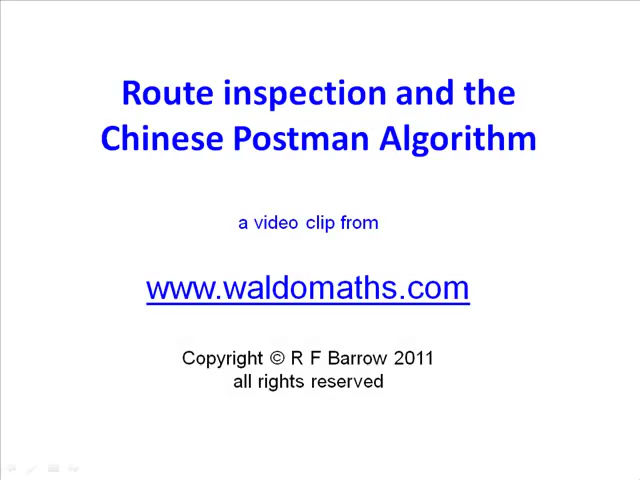 Route inspection and the
Chinese Postman Algorithm
a video clip from
www.waldomaths.com
Copyright © R F Barrow 2011
all rights reserved